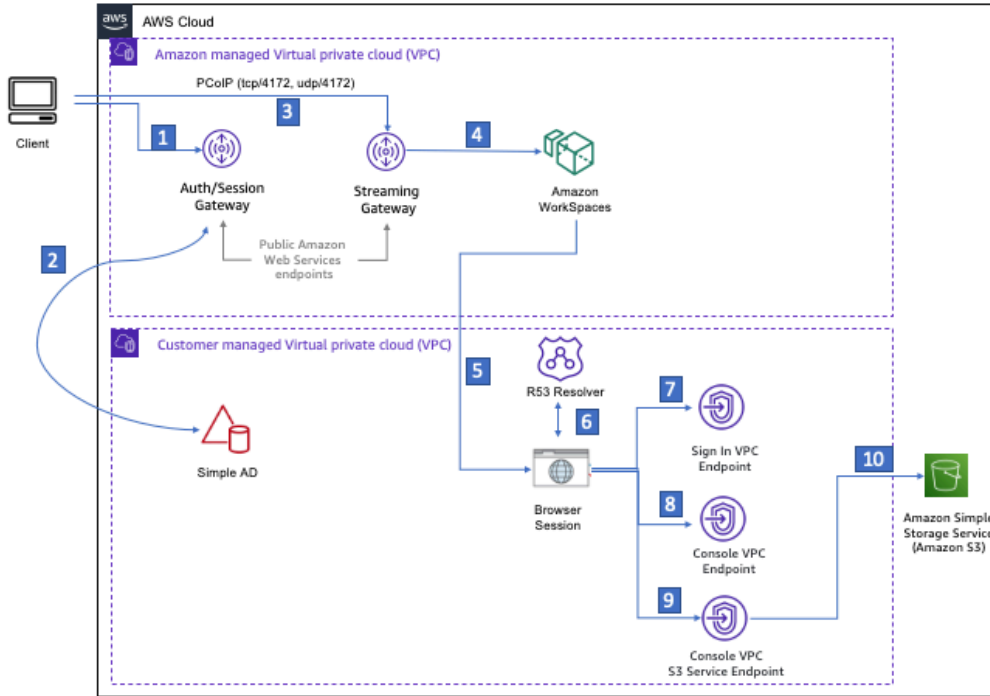 aws
AWS Cloud
Amazon managed Virtual private cloud (VPC)
PCoIP (tcp/4172, udp/4172)
3
1
4
Client
Auth/Session
Gateway
Streaming
Gateway
Amazon
WorkSpaces
Public Amazon
Web Services
endpoints
2
Customer managed Virtual private cloud (VPC)
5
R53 Resolver
6
7
Sign In VPC
Endpoint
Simple AD
Browser
Session
8
Console VPC
Endpoint
9
Console VPC
S3 Service Endpoint
10
Amazon Simple
Storage Service
(Amazon S3)